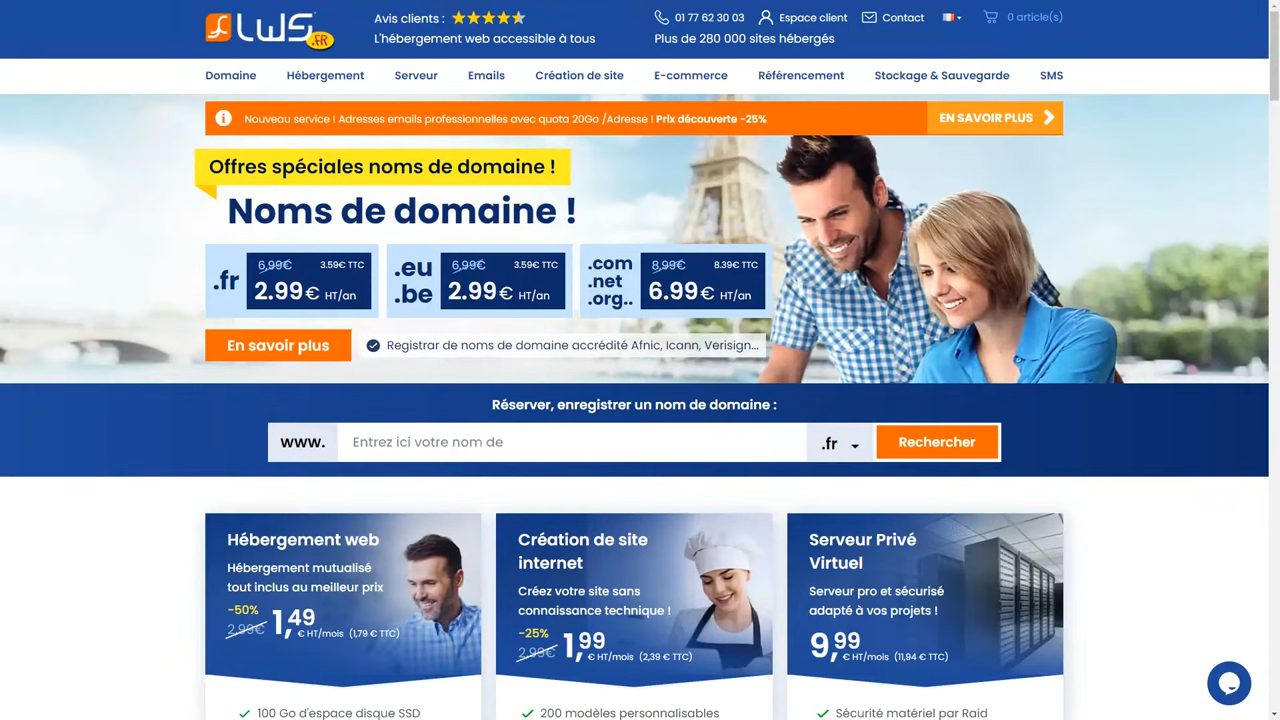 LWS .FR
Avis clients :
L'hébergement web accessible à tous
01 77 62 30 03 Espace client Contact 0 article(s)
Plus de 280 000 sites hébergés
Domaine Hébergement Serveur Emails Création de site E-commerce Référencement Stockage & Sauvegarde SMS
Nouveau service ! Adresses emails professionnelles avec quota 20Go /Adresse ! Prix découverte -25% EN SAVOIR PLUS
Offres spéciales noms de domaine !
Noms de domaine !
.fr
6,99€ 3.59€ TTC
2.99€ HT/an
.eu
.be
6,99€ 3.59€ TTC
2.99€ HT/an
.com
.net
.org..
8,99€ 8.39€ TTC
6.99€ HT/an
En savoir plus
Registrar de noms de domaine accrédité Afnic, Icann, Verisign...
Réserver, enregistrer un nom de domaine :
www. Entrez ici votre nom de .fr Rechercher
Hébergement web
Hébergement mutualisé
tout inclus au meilleur prix
-50%
2.99€ 1,49 € HT/mois (1,79 € TTC)
100 Go d'espace disque SSD
Création de site
internet
Créez votre site sans
connaissance technique !
-25%
2.99€ 1,99 € HT/mois (2,39 € TTC)
200 modèles personnalisables
Serveur Privé
Virtuel
Serveur pro et sécurisé
adapté à vos projets !
9,99 € HT/mois (11,94 € TTC)
Sécurité matériel par Raid